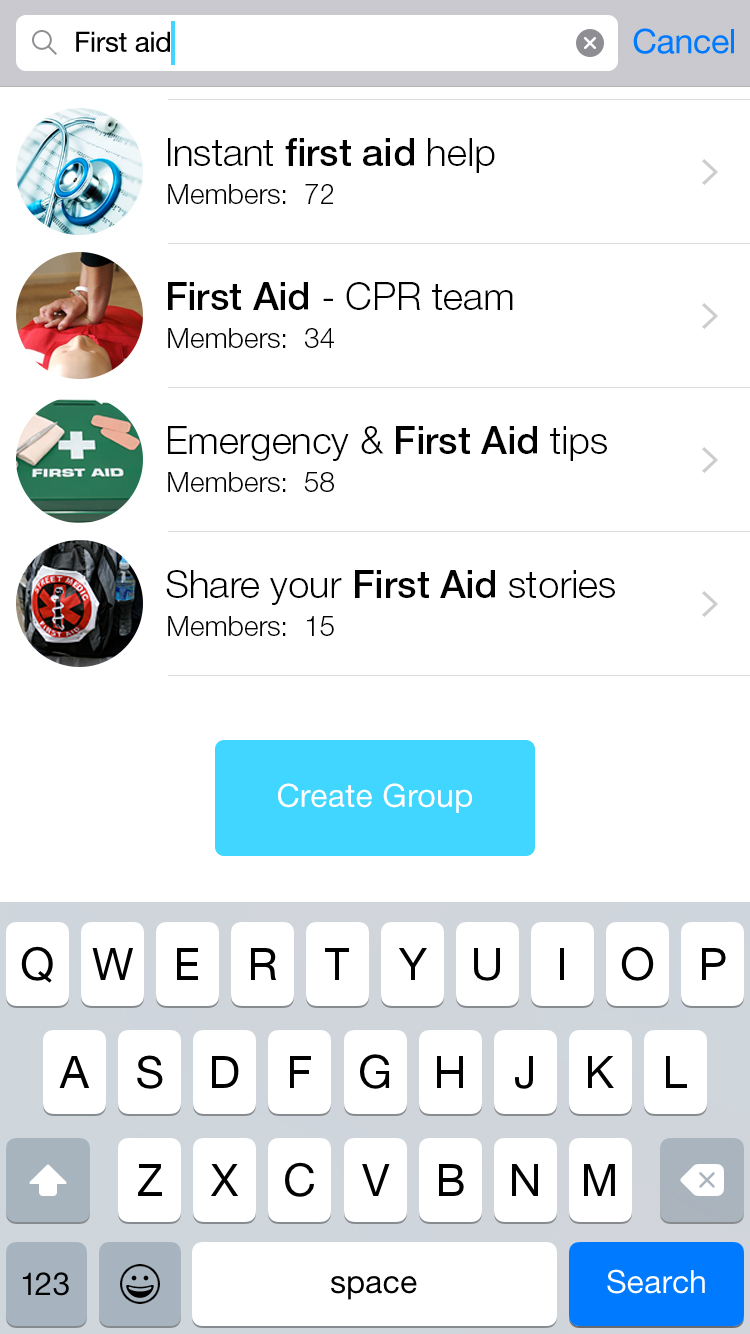 First aid Cancel
Instant first aid help
Members: 72
First Aid - CPR team
Members: 34
FIRST AID
Emergency & First Aid tips
Members: 58
STREET MEDIC
FIRST AID
Share your First Aid stories
Members: 15
Create Group
Q W E R T Y U I O P
A S D F G H J K L
Z X C V B N M
123 space Search